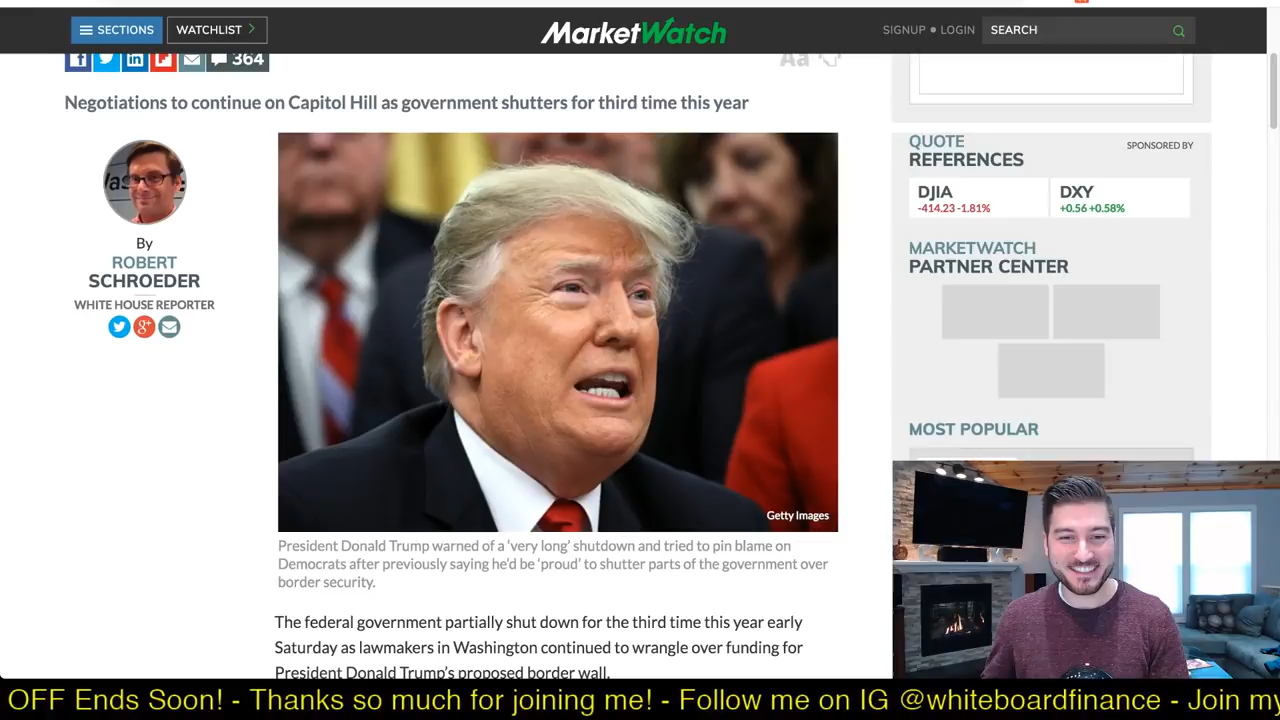 SECTIONS
WATCHLIST
MarketWatch
SIGNUP • LOGIN
SEARCH
364
Aa
Negotiations to continue on Capitol Hill as government shutters for third time this year
By
ROBERT
SCHROEDER
WHITE HOUSE REPORTER
Getty Images
President Donald Trump warned of a ‘very long’ shutdown and tried to pin blame on
Democrats after previously saying he’d be ‘proud’ to shutter parts of the government over
border security.
The federal government partially shut down for the third time this year early
Saturday as lawmakers in Washington continued to wrangle over funding for
President Donald Trump’s proposed border wall.
QUOTE
REFERENCES
SPONSORED BY
DJIA
-414.23 -1.81%
DXY
+0.56 +0.58%
MARKETWATCH
PARTNER CENTER
MOST POPULAR
OFF Ends Soon! - Thanks so much for joining me! - Follow me on IG @whiteboardfinance - Join my